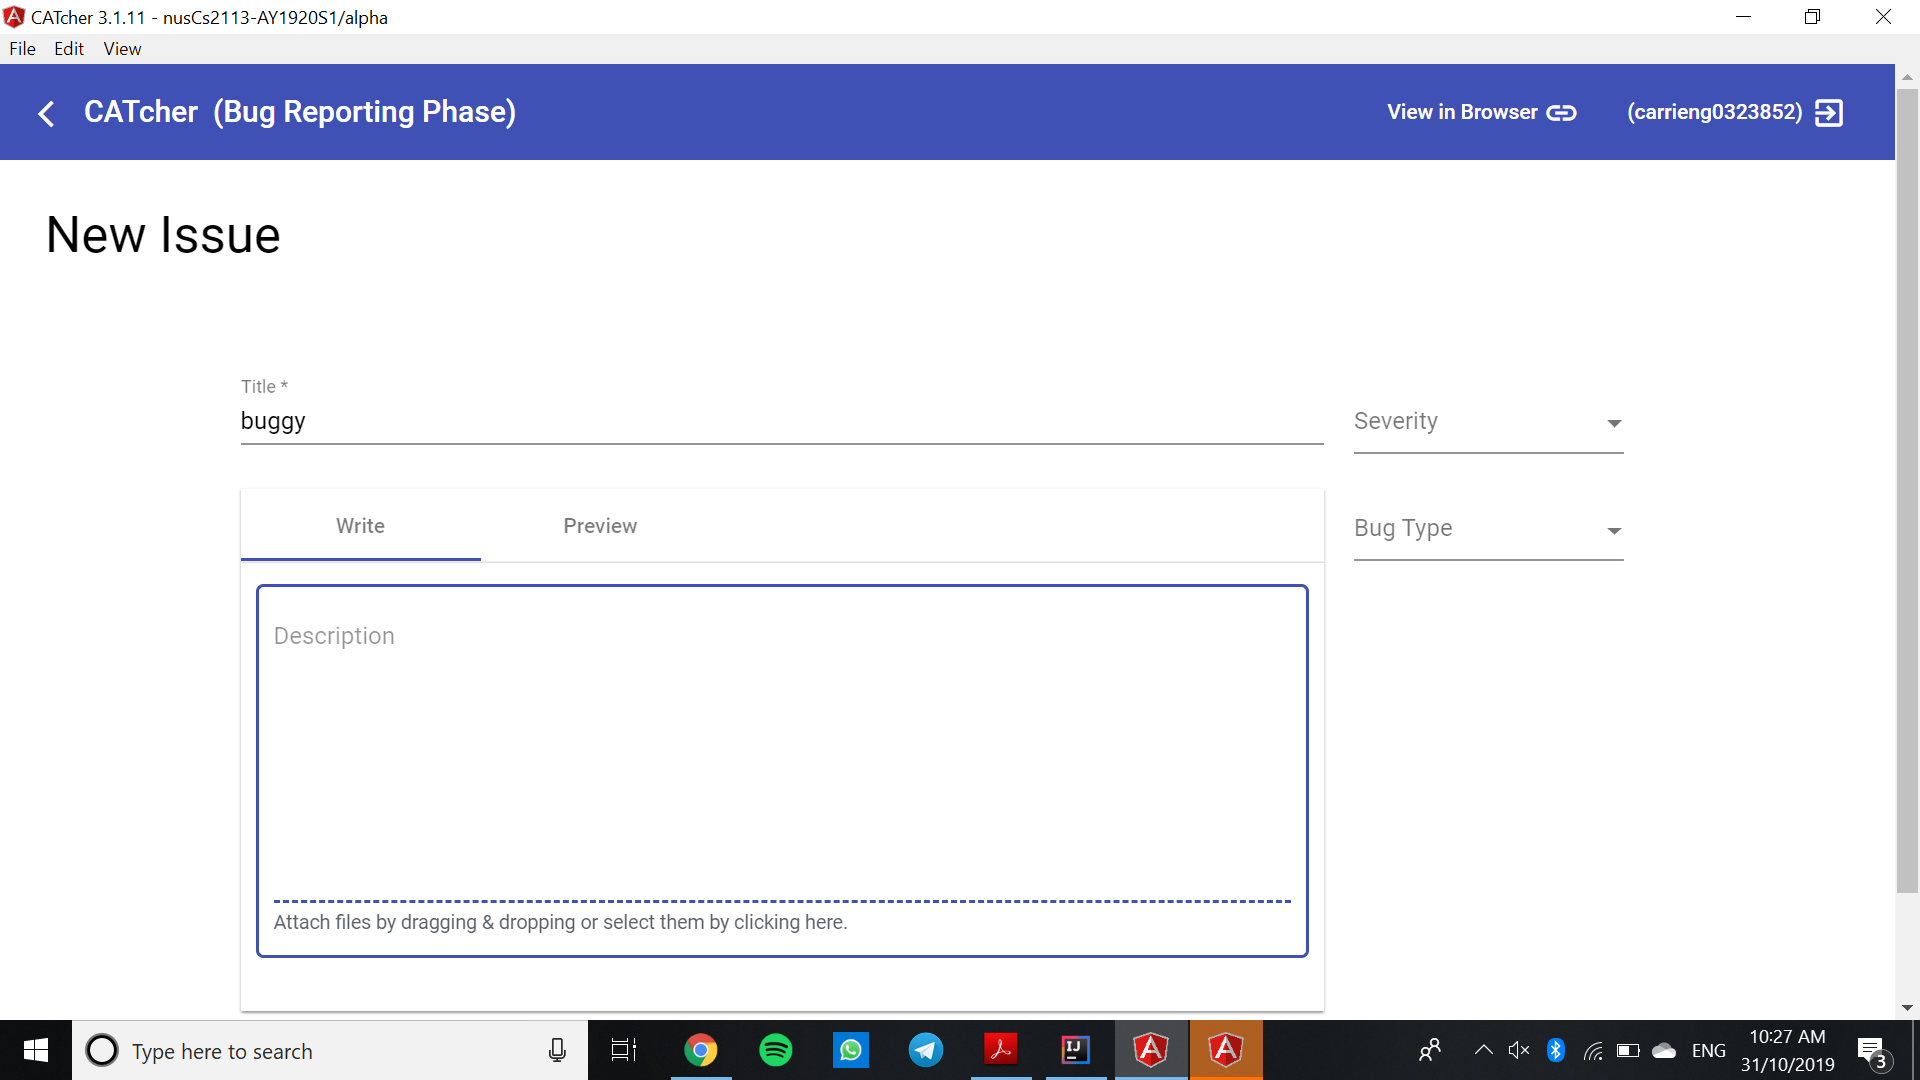 CATcher 3.1.11 - nusCs2113-AY1920S1/alpha
File Edit View
CATcher (Bug Reporting Phase)
View in Browser
(carrieng0323852)
New Issue
Title *
buggy
Severity
Write
Preview
Bug Type
Description
Attach files by dragging & dropping or select them by clicking here.
Type here to search
IJ
ENG
10:27 AM
31/10/2019
3